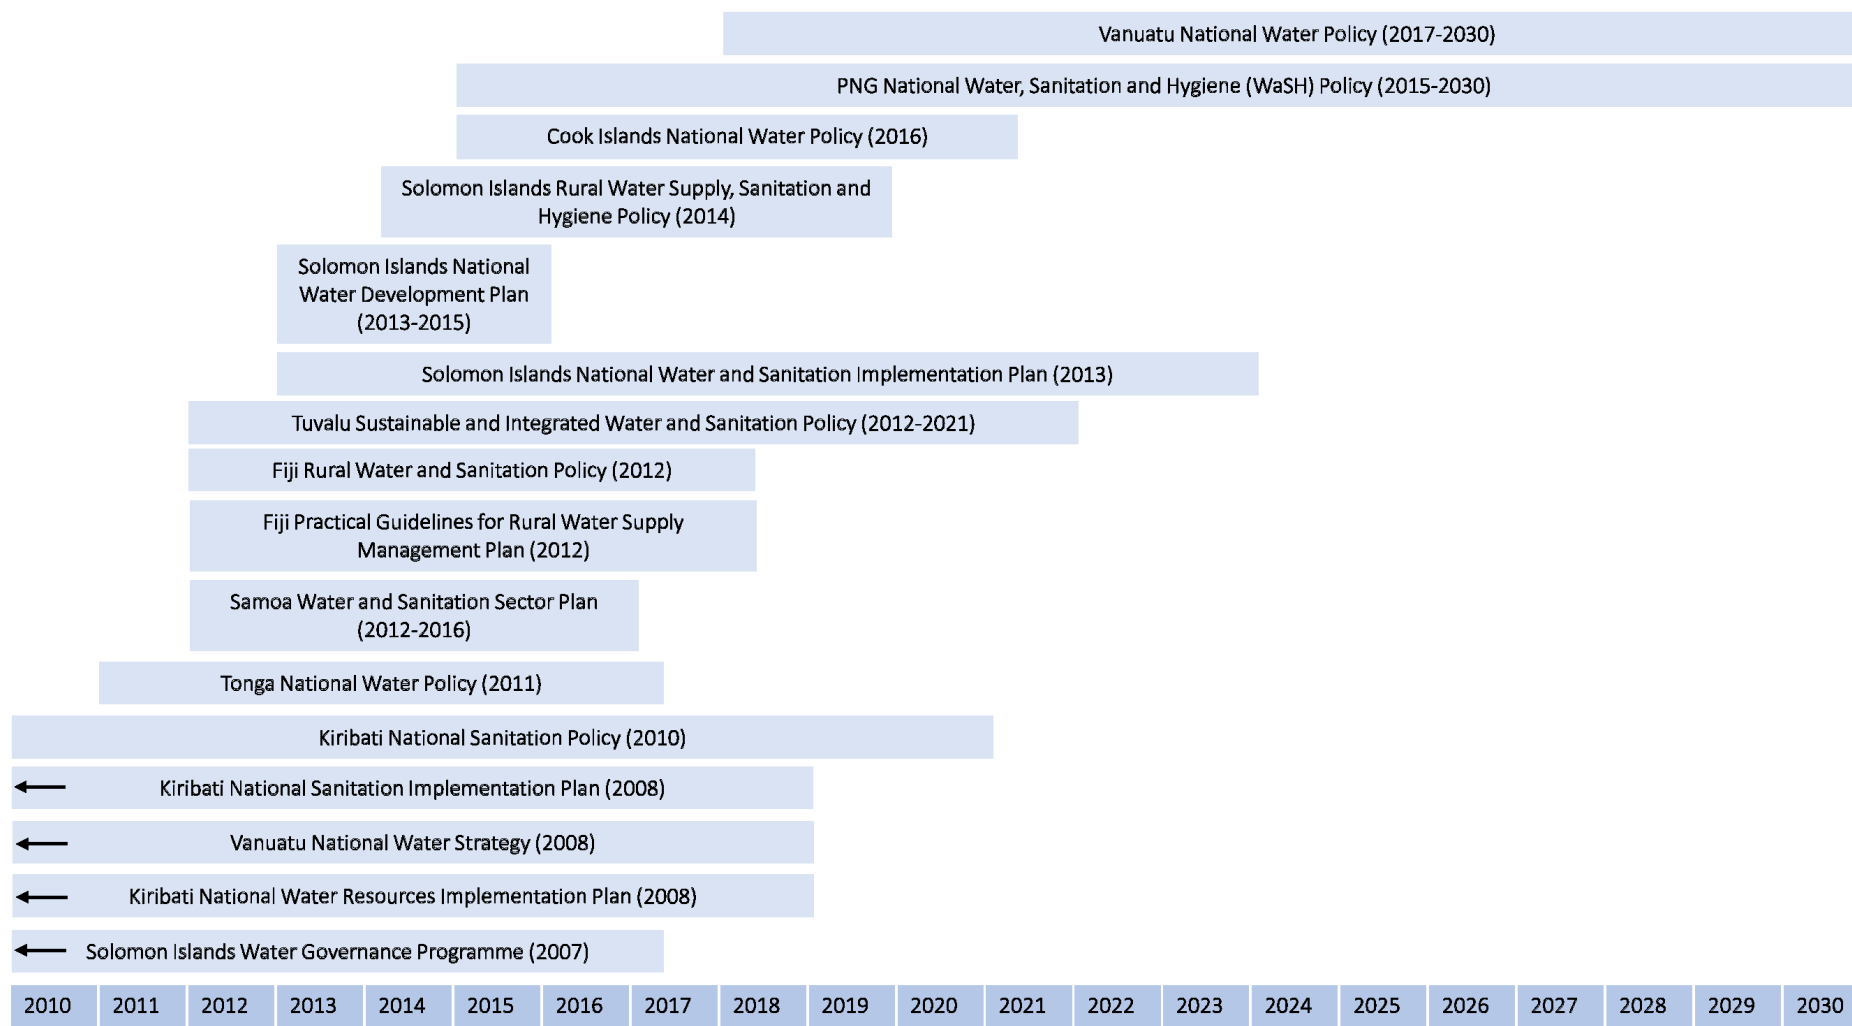 Vanuatu National Water Policy (2017-2030)
PNG National Water, Sanitation and Hygiene (WaSH) Policy (2015-2030)
Cook Islands National Water Policy (2016)
Solomon Islands Rural Water Supply, Sanitation and
Hygiene Policy (2014)
Solomon Islands National
Water Development Plan
(2013-2015)
Solomon Islands National Water and Sanitation Implementation Plan (2013)
Tuvalu Sustainable and Integrated Water and Sanitation Policy (2012-2021)
Fiji Rural Water and Sanitation Policy (2012)
Fiji Practical Guidelines for Rural Water Supply
Management Plan (2012)
Samoa Water and Sanitation Sector Plan
(2012-2016)
Tonga National Water Policy (2011)
Kiribati National Sanitation Policy (2010)
Kiribati National Sanitation Implementation Plan (2008)
Vanuatu National Water Strategy (2008)
Kiribati National Water Resources Implementation Plan (2008)
Solomon Islands Water Governance Programme (2007)
2010 2011 2012 2013 2014 2015 2016 2017 2018 2019 2020 2021 2022 2023 2024 2025 2026 2027 2028 2029 2030